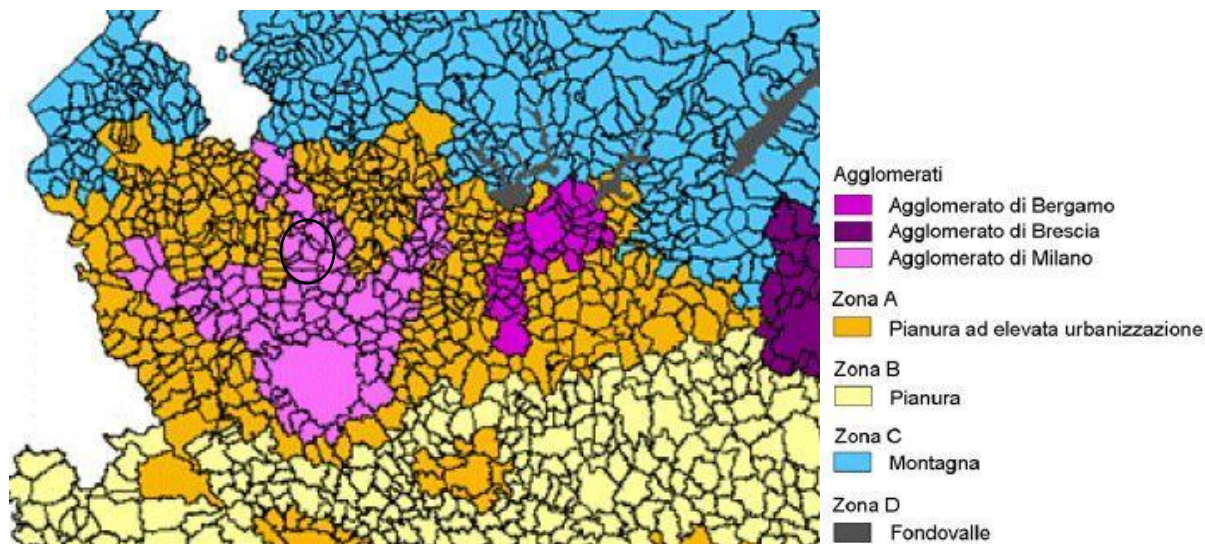 Agglomerati
Agglomerato di Bergamo
Agglomerato di Brescia
Agglomerato di Milano
Zona A
Pianura ad elevata urbanizzazione
Zona B
Pianura
Zona C
Montagna
Zona D
Fondovalle